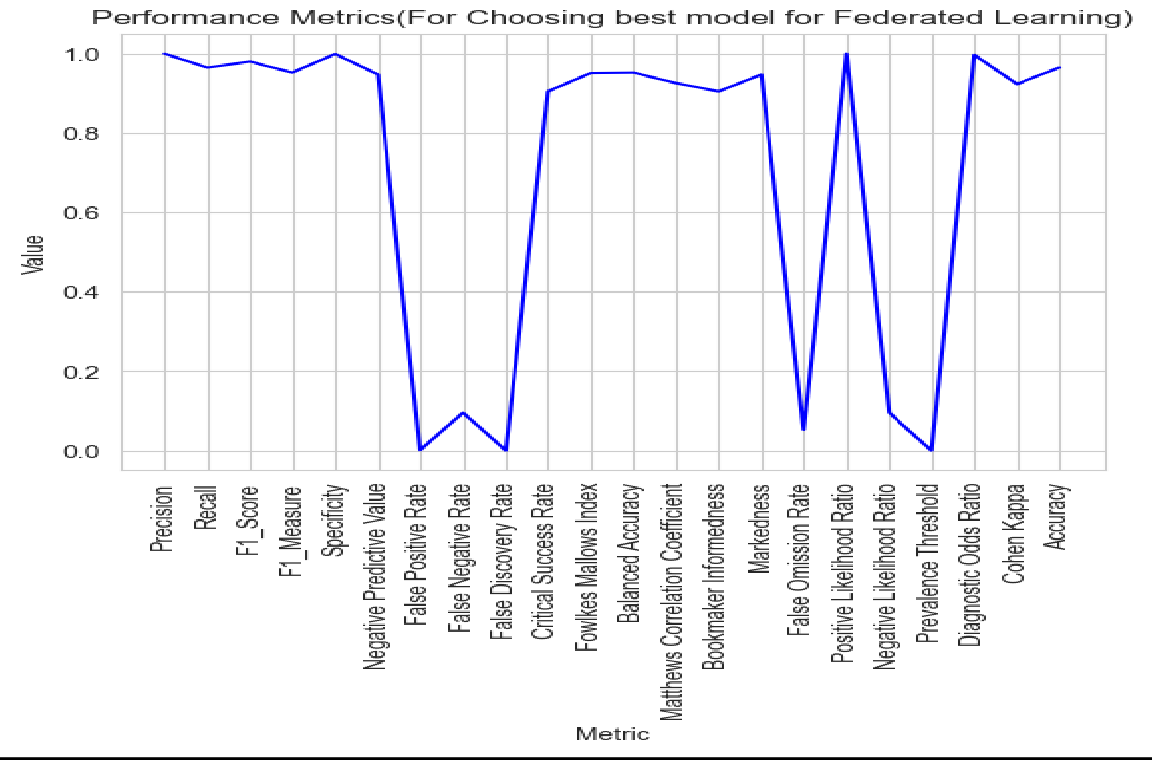 Performance Metrics(For Choosing best model for Federated Learning)
1.0
0.8
0.6
0.4
0.2
0.0
Value
Precision
Recall
F1_Score
F1_Measure
Specificity
Negative Predictive Value
False Positive Rate
False Negative Rate
False Discovery Rate
Critical Success Rate
Fowlkes Mallows Index
Balanced Accuracy
Matthews Correlation Coefficient
Bookmaker Informedness
Markedness
False Omission Rate
Positive Likelihood Ratio
Negative Likelihood Ratio
Prevalence Threshold
Diagnostic Odds Ratio
Cohen Kappa
Accuracy
Metric